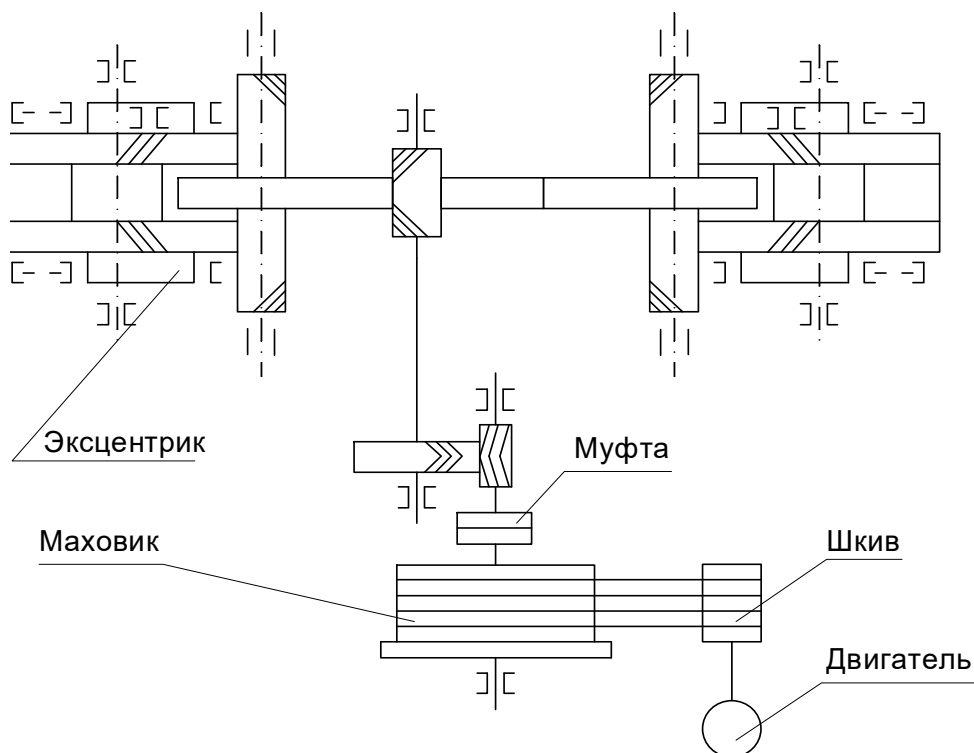 Эксцентрик
Муфта
Маховик
Шкив
Двигатель